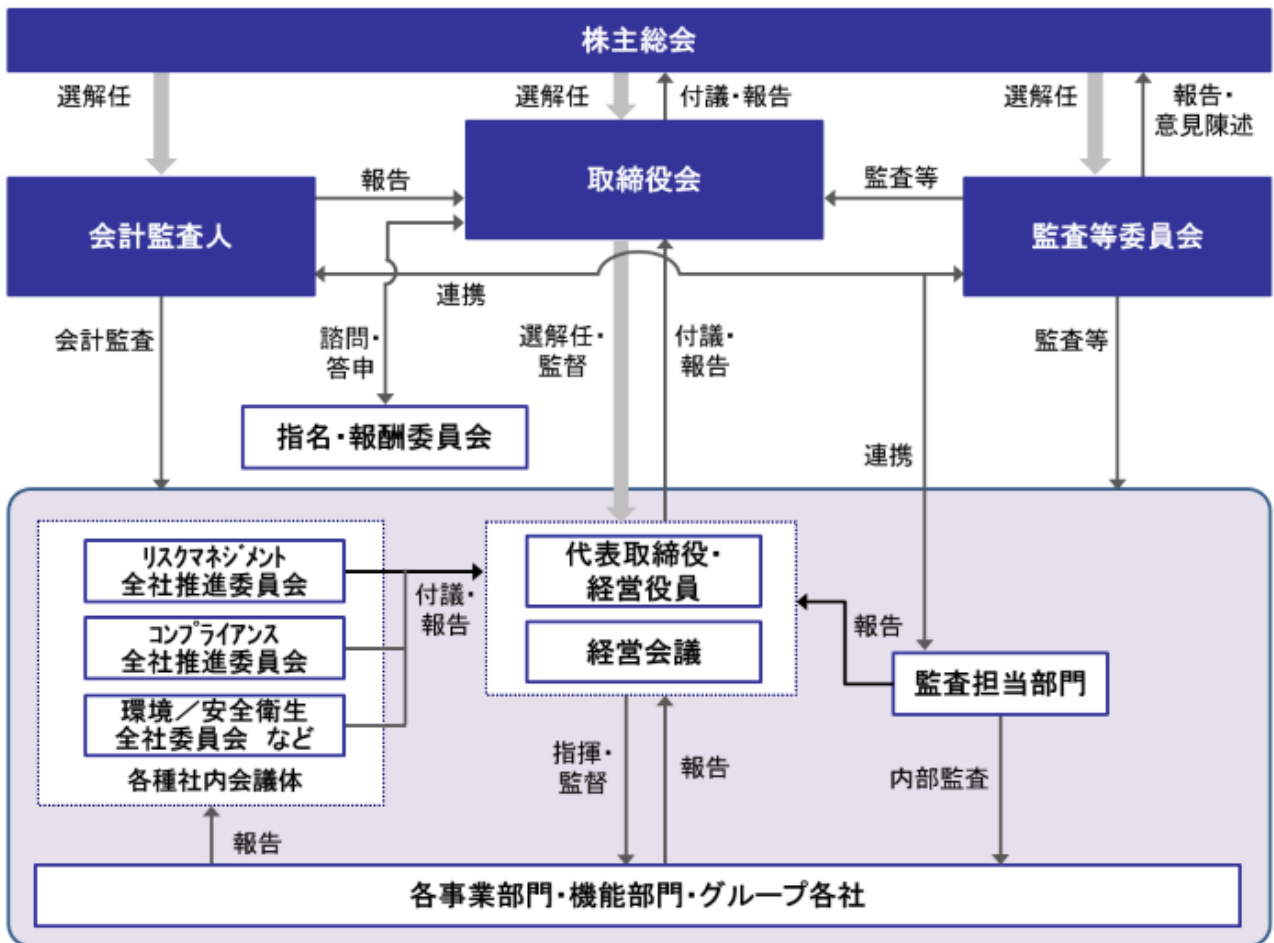 株主総会
選解任
選解任
付議・報告
選解任
報告・
意見陳述
取締役会
報告
監査等
会計監査人
監査等委員会
連携
会計監査
諮問・
答申
選解任・
監督
付議・
報告
監査等
指名・報酬委員会
連携
リスクマネジメント
全社推進委員会
コンプライアンス
全社推進委員会
環境／安全衛生
全社委員会 など
各種社内会議体
付議・
報告
代表取締役・
経営役員
経営会議
報告
監査担当部門
指揮・
監督
報告
内部監査
報告
各事業部門・機能部門・グループ各社